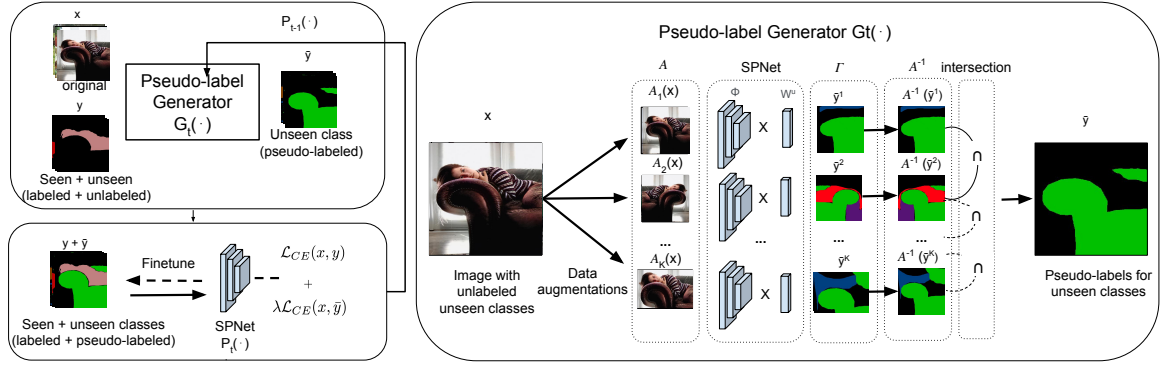 x
original
y
Seen + unseen
(labeled + unlabeled)
P_{t-1}(·)
Pseudo-label
Generator
G_t(·)
ȳ
Unseen class
(pseudo-labeled)
y + ȳ
Seen + unseen classes
(labeled + pseudo-labeled)
Finetune
SPNet
P_t(·)
ℒ_{CE}(x, y)
+
λℒ_{CE}(x, ȳ)
Pseudo-label Generator Gt(·)
x
Image with
unlabeled
unseen classes
Data
augmentations
A
A_1(x)
A_2(x)
...
A_K(x)
SPNet
Φ
W^u
X
X
...
X
Γ
ȳ^1
ȳ^2
...
ȳ^K
A^{-1}
A^{-1} (ȳ^1)
A^{-1} (ȳ^2)
...
A^{-1} (ȳ^K)
intersection
∩
∩
∩
ȳ
Pseudo-labels for
unseen classes